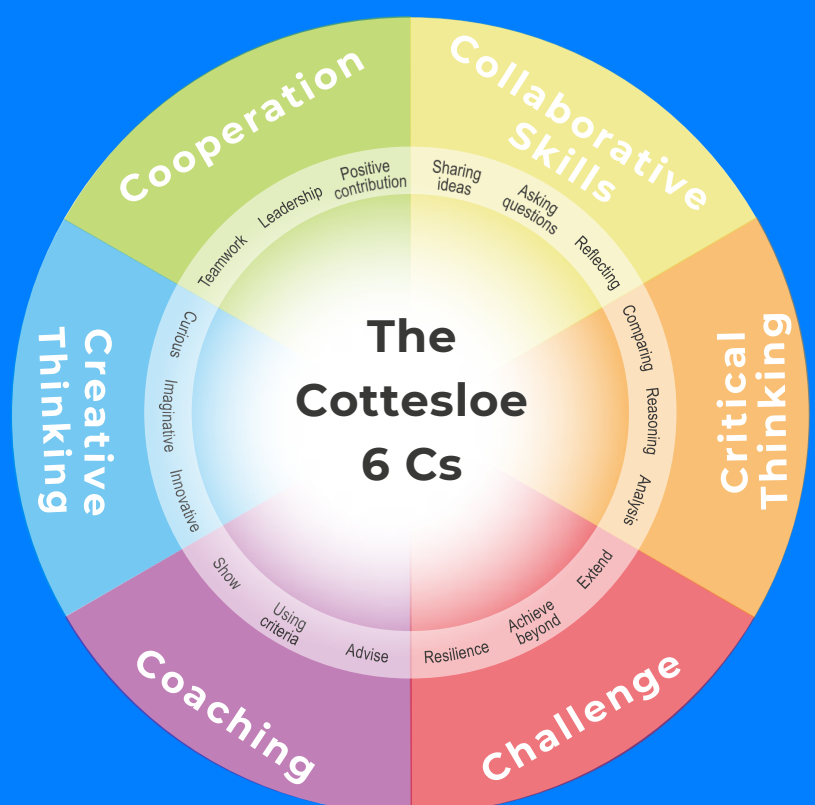 The
Cottesloe
6 Cs
Collaborative
Skills
Sharing
ideas
Asking
questions
Reflecting
Critical
Thinking
Comparing
Reasoning
Analysis
Challenge
Extend
Achieve
beyond
Resilience
Coaching
Advise
Using
criteria
Show
Creative
Thinking
Innovative
Imaginative
Curious
Cooperation
Teamwork
Leadership
Positive
contribution